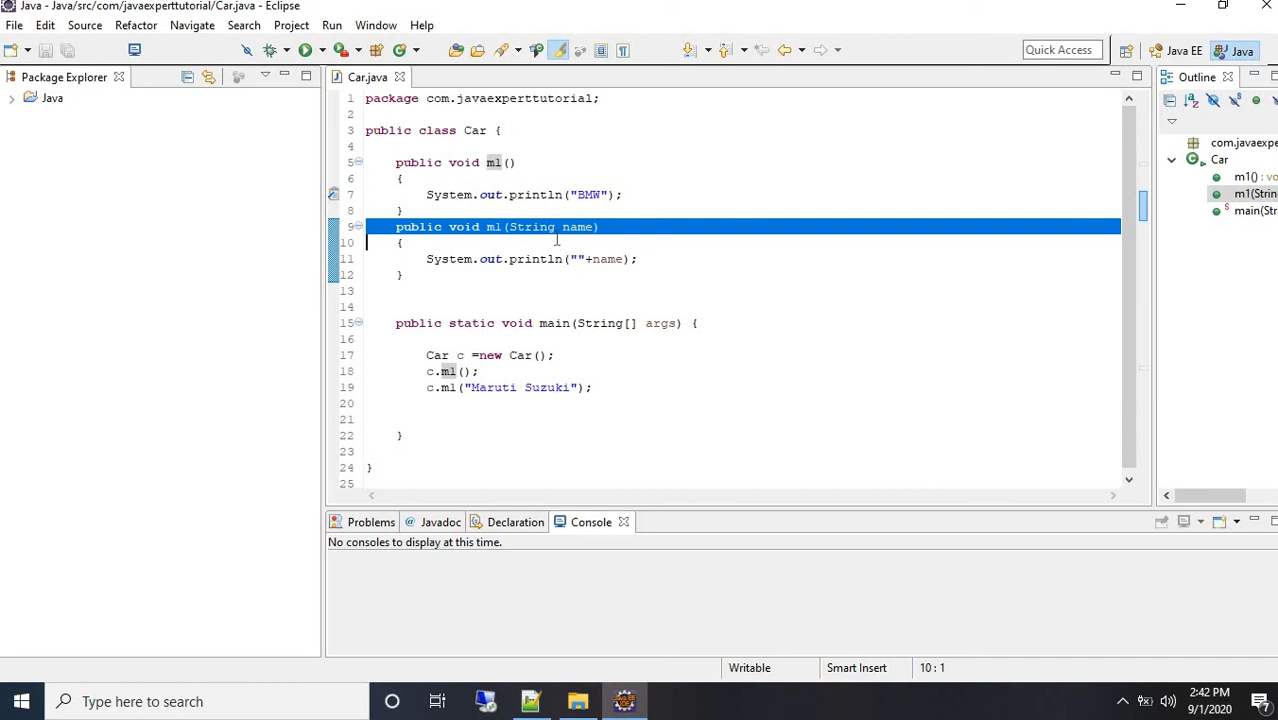 Java - Java/src/com/javaexperttutorial/Car.java - Eclipse
File Edit Source Refactor Navigate Search Project Run Window Help
Quick Access Java EE Java
Package Explorer
Java
Car.java
1 package com.javaexperttutorial;
2
3 public class Car {
4
5 public void m1()
6 {
7 System.out.println("BMW");
8 }
9 public void m1(String name)
10 {
11 System.out.println(""+name);
12 }
13
14
15 public static void main(String[] args) {
16
17 Car c =new Car();
18 c.m1();
19 c.m1("Maruti Suzuki");
20
21
22 }
23
24 }
25
Outline
com.javaexper
Car
m1() : vo
m1(Strin
main(Str
Problems @ Javadoc Declaration Console
No consoles to display at this time.
Writable Smart Insert 10 : 1
Type here to search
2:42 PM
9/1/2020
7